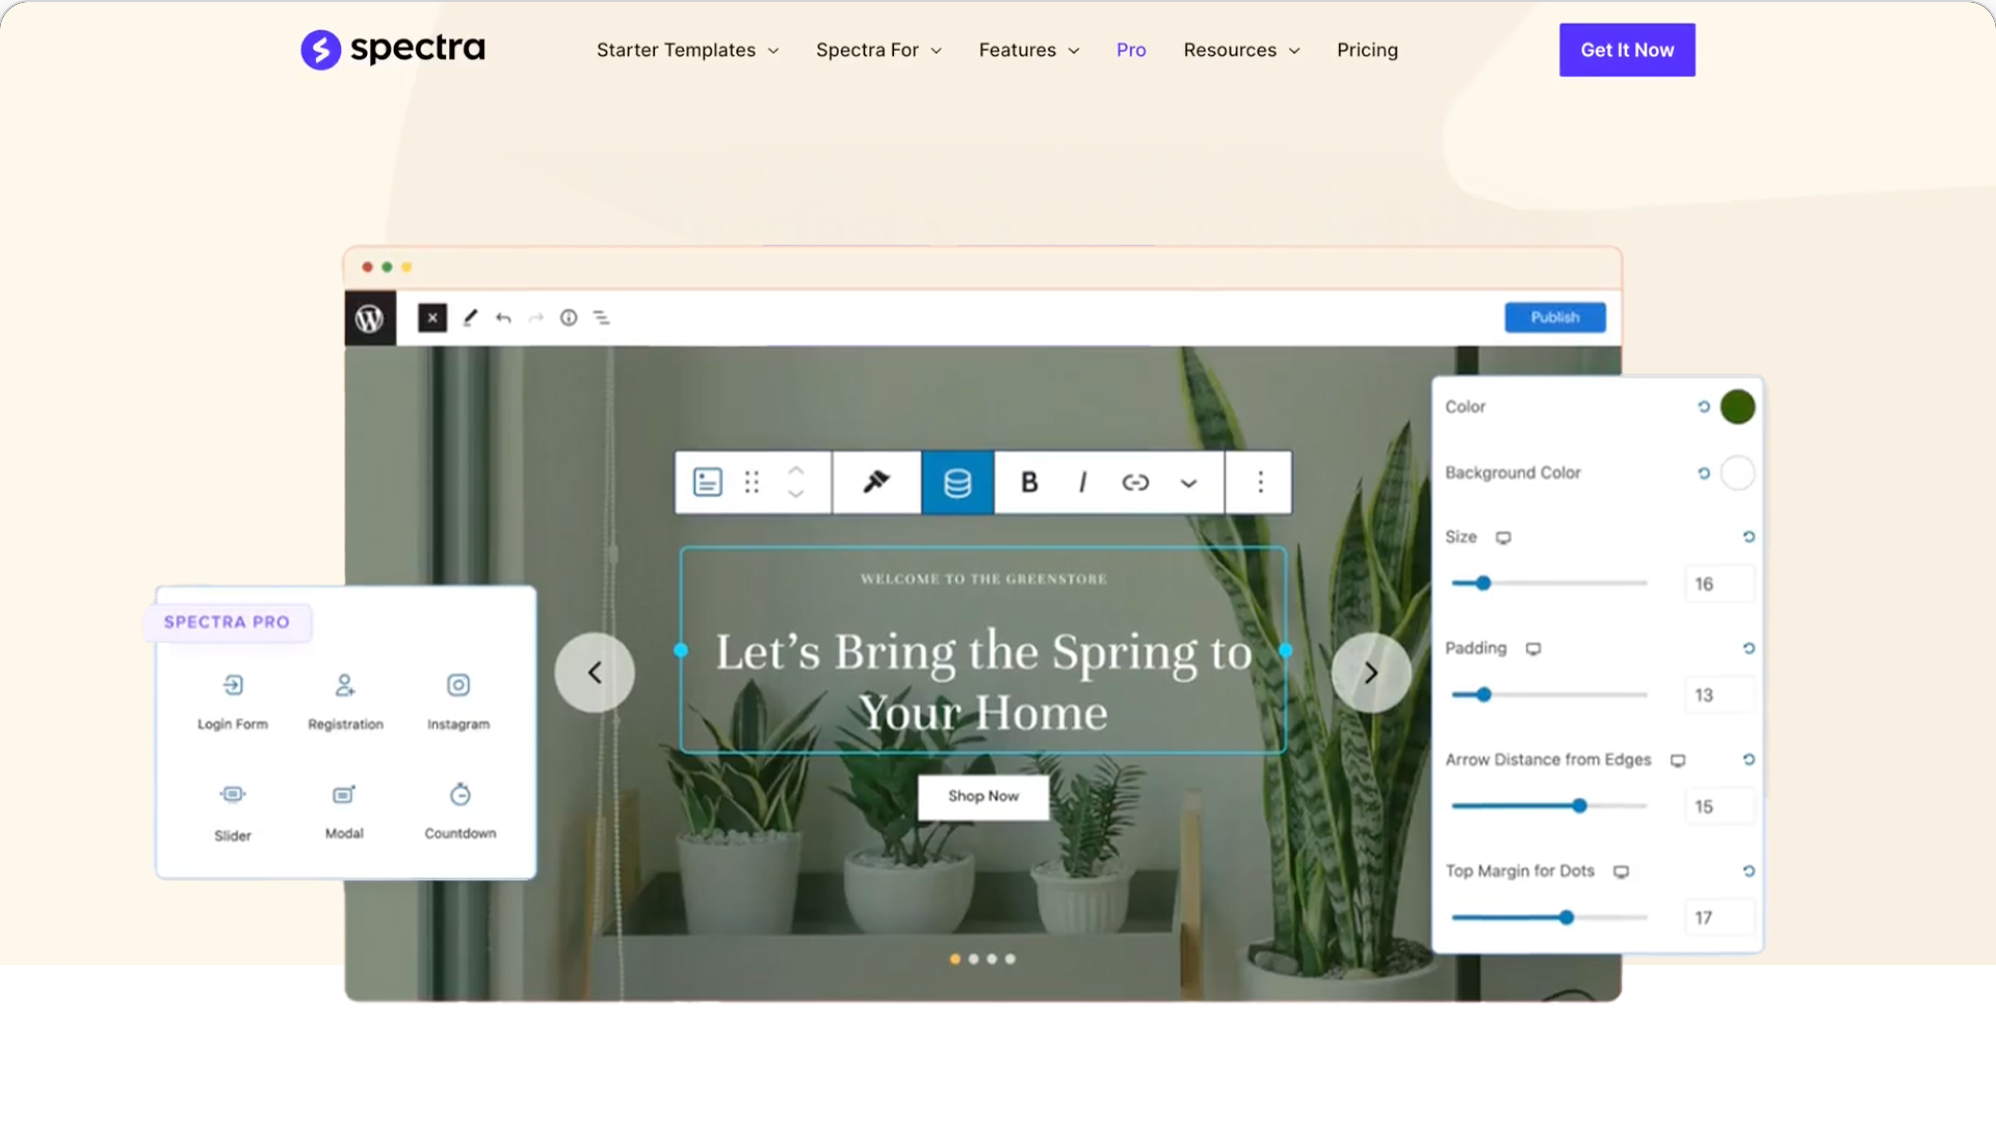 spectra
Starter Templates
Spectra For
Features
Pro
Resources
Pricing
Get It Now
Publish
B I
WELCOME TO THE GREENSTORE
Let’s Bring the Spring to
Your Home
Shop Now
SPECTRA PRO
Login Form
Registration
Instagram
Slider
Modal
Countdown
Color
Background Color
Size
16
Padding
13
Arrow Distance from Edges
15
Top Margin for Dots
17